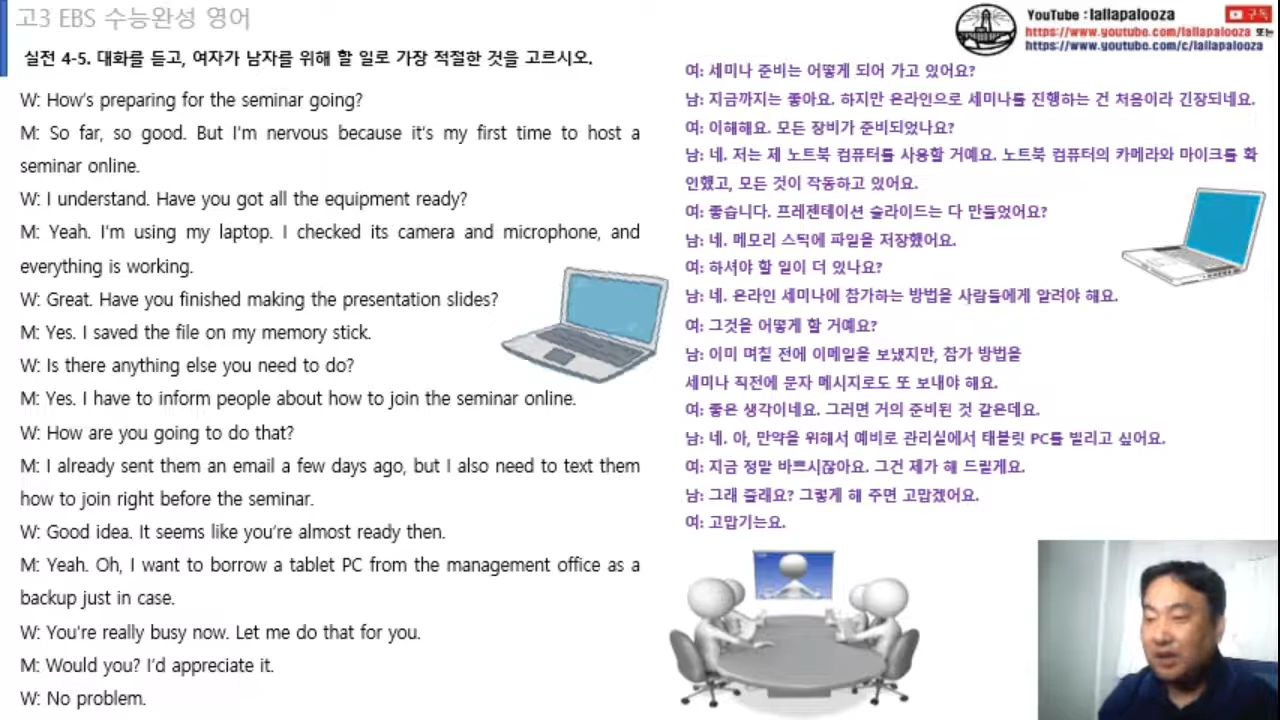 고3 EBS 수능완성 영어
YouTube : lallapalooza
구독
https://www.youtube.com/lallapalooza 또는
https://www.youtube.com/c/lallapalooza
실전 4-5. 대화를 듣고, 여자가 남자를 위해 할 일로 가장 적절한 것을 고르시오.
W: How's preparing for the seminar going?
M: So far, so good. But I'm nervous because it's my first time to host a
seminar online.
W: I understand. Have you got all the equipment ready?
M: Yeah. I'm using my laptop. I checked its camera and microphone, and
everything is working.
W: Great. Have you finished making the presentation slides?
M: Yes. I saved the file on my memory stick.
W: Is there anything else you need to do?
M: Yes. I have to inform people about how to join the seminar online.
W: How are you going to do that?
M: I already sent them an email a few days ago, but I also need to text them
how to join right before the seminar.
W: Good idea. It seems like you're almost ready then.
M: Yeah. Oh, I want to borrow a tablet PC from the management office as a
backup just in case.
W: You're really busy now. Let me do that for you.
M: Would you? I'd appreciate it.
W: No problem.
여: 세미나 준비는 어떻게 되어 가고 있어요?
남: 지금까지는 좋아요. 하지만 온라인으로 세미나를 진행하는 건 처음이라 긴장되네요.
여: 이해해요. 모든 장비가 준비되었나요?
남: 네. 저는 제 노트북 컴퓨터를 사용할 거예요. 노트북 컴퓨터의 카메라와 마이크를 확
인했고, 모든 것이 작동하고 있어요.
여: 좋습니다. 프레젠테이션 슬라이드는 다 만들었어요?
남: 네. 메모리 스틱에 파일을 저장했어요.
여: 하셔야 할 일이 더 있나요?
남: 네. 온라인 세미나에 참가하는 방법을 사람들에게 알려야 해요.
여: 그것을 어떻게 할 거예요?
남: 이미 며칠 전에 이메일을 보냈지만, 참가 방법을
세미나 직전에 문자 메시지로도 또 보내야 해요.
여: 좋은 생각이네요. 그러면 거의 준비된 것 같은데요.
남: 네. 아, 만약을 위해서 예비로 관리실에서 태블릿 PC를 빌리고 싶어요.
여: 지금 정말 바쁘시잖아요. 그건 제가 해 드릴게요.
남: 그래 줄래요? 그렇게 해 주면 고맙겠어요.
여: 고맙기는요.